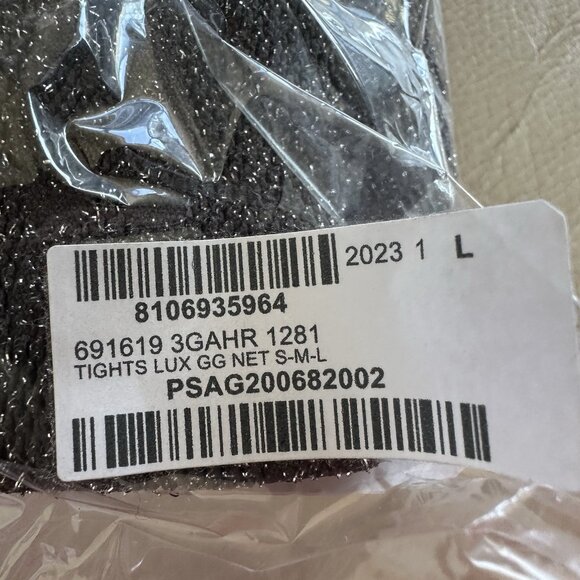 2023 1 L
8106935964
691619 3GAHR 1281
TIGHTS LUX GG NET S-M-L
PSAG200682002